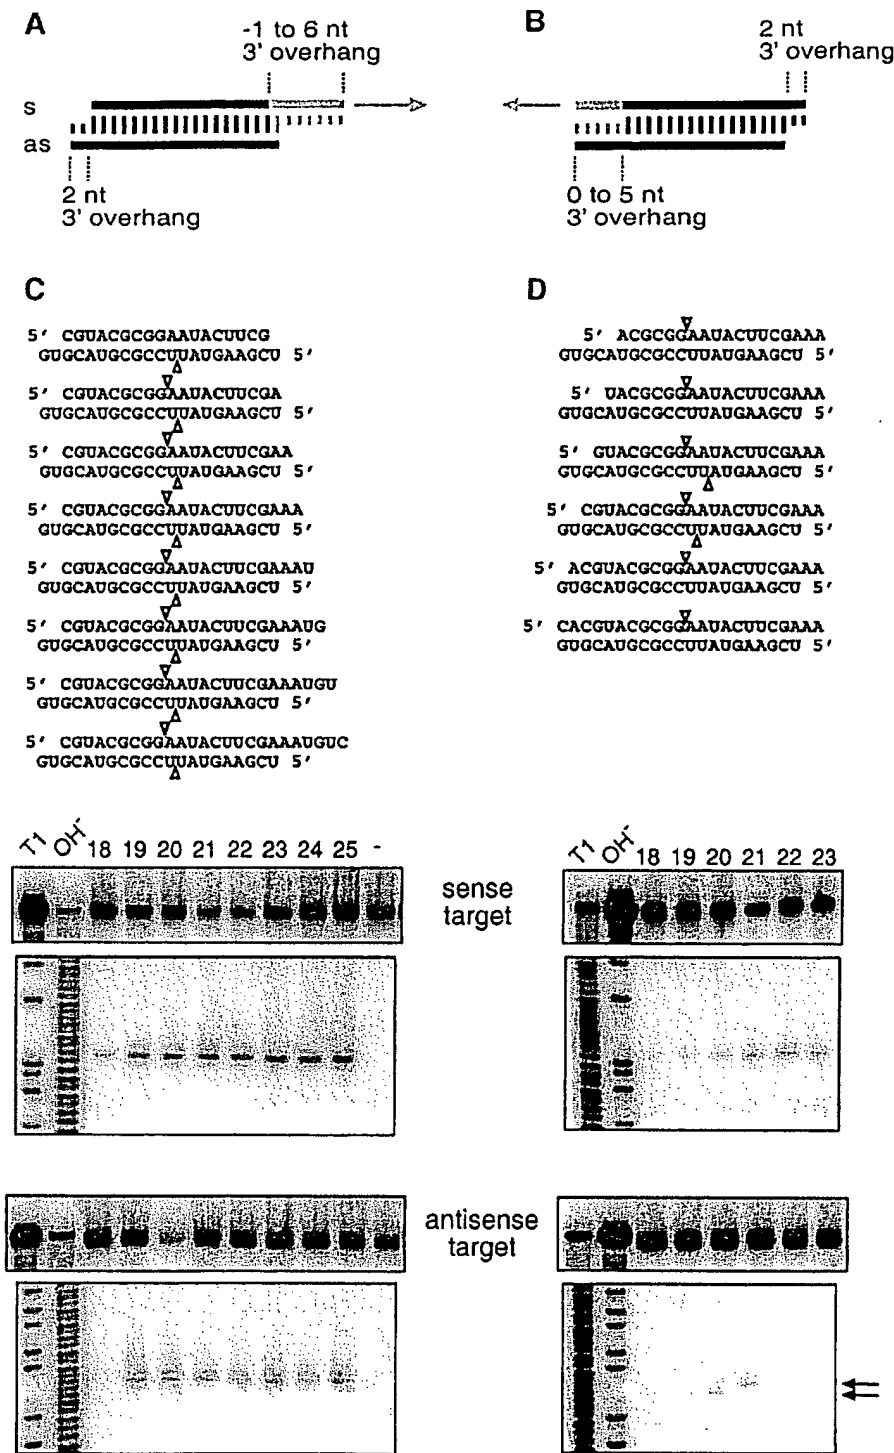 A
-1 to 6 nt
3' overhang
s
as
2 nt
3' overhang
B
2 nt
3' overhang
0 to 5 nt
3' overhang
C
5' CGUACGCGGAAUACUUCG
GUGCAUGCGCCUUAUGAAGCU 5'
5' CGUACGCGGAAUACUUCGA
GUGCAUGCGCCUUAUGAAGCU 5'
5' CGUACGCGGAAUACUUCGAA
GUGCAUGCGCCUUAUGAAGCU 5'
5' CGUACGCGGAAUACUUCGAAA
GUGCAUGCGCCUUAUGAAGCU 5'
5' CGUACGCGGAAUACUUCGAAAU
GUGCAUGCGCCUUAUGAAGCU 5'
5' CGUACGCGGAAUACUUCGAAAUG
GUGCAUGCGCCUUAUGAAGCU 5'
5' CGUACGCGGAAUACUUCGAAAUGU
GUGCAUGCGCCUUAUGAAGCU 5'
5' CGUACGCGGAAUACUUCGAAAUGUC
GUGCAUGCGCCUUAUGAAGCU 5'
D
5' ACGCGGAAUACUUCGAAA
GUGCAUGCGCCUUAUGAAGCU 5'
5' UACGCGGAAUACUUCGAAA
GUGCAUGCGCCUUAUGAAGCU 5'
5' GUACGCGGAAUACUUCGAAA
GUGCAUGCGCCUUAUGAAGCU 5'
5' CGUACGCGGAAUACUUCGAAA
GUGCAUGCGCCUUAUGAAGCU 5'
5' ACGUACGCGGAAUACUUCGAAA
GUGCAUGCGCCUUAUGAAGCU 5'
5' CACGUACGCGGAAUACUUCGAAA
GUGCAUGCGCCUUAUGAAGCU 5'
T1 OH⁻ 18 19 20 21 22 23 24 25 -
sense
target
T1 OH⁻ 18 19 20 21 22 23
antisense
target